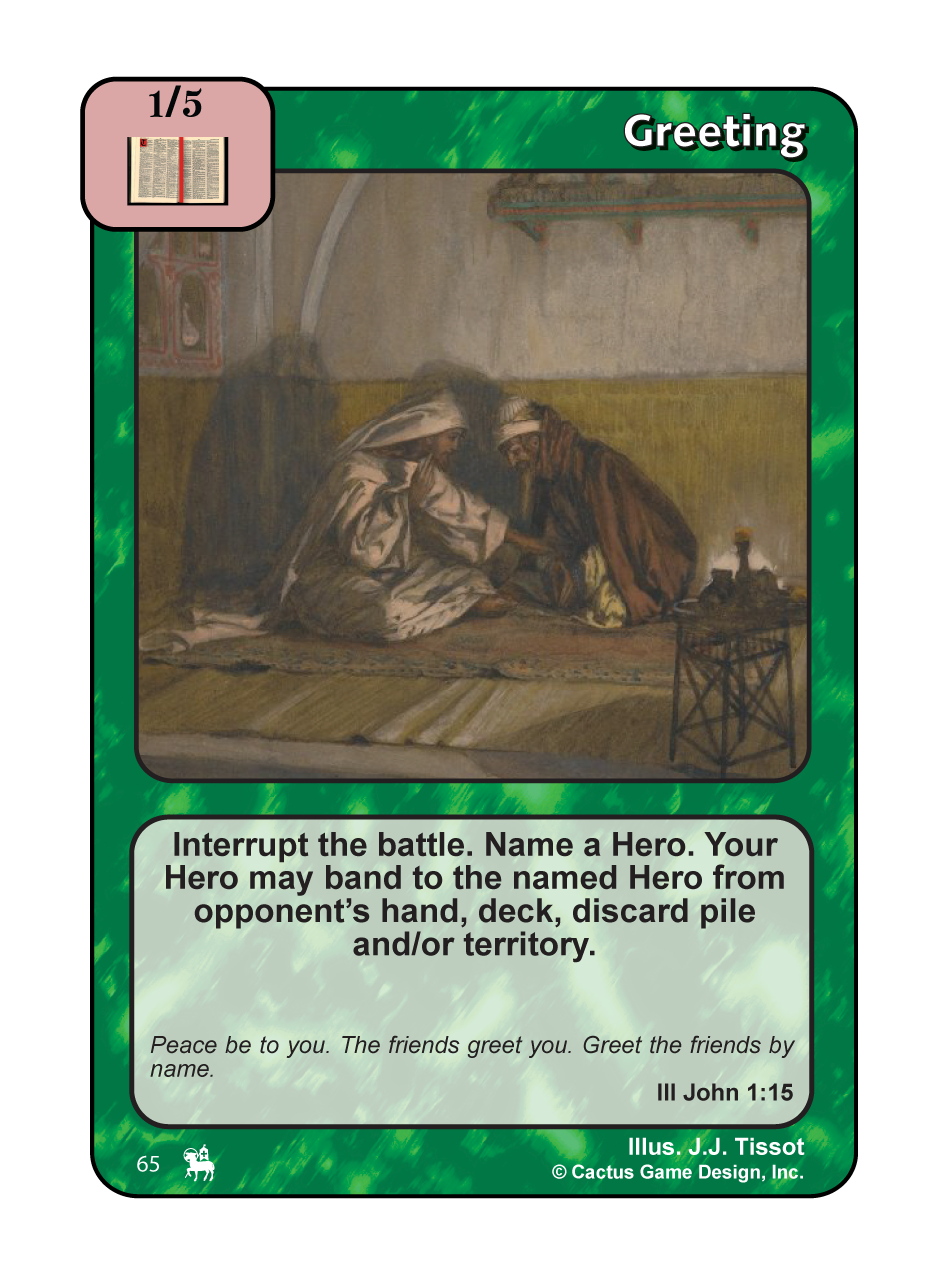 1/5
Greeting
Interrupt the battle. Name a Hero. Your
Hero may band to the named Hero from
opponent's hand, deck, discard pile
and/or territory.
Peace be to you. The friends greet you. Greet the friends by
name.
III John 1:15
Illus. J.J. Tissot
65
© Cactus Game Design, Inc.